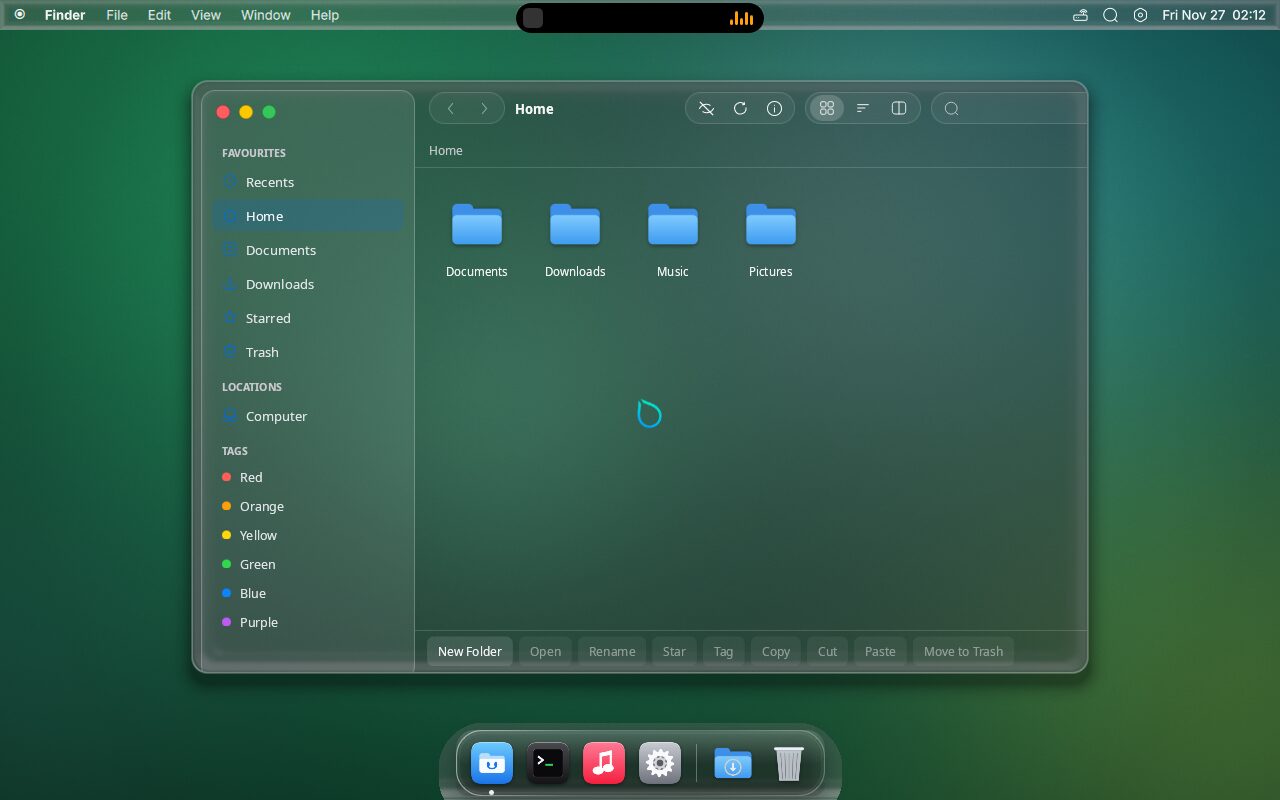 Finder File Edit View Window Help
Fri Nov 27 02:12
Home
Home
FAVOURITES
Recents
Home
Documents
Downloads
Starred
Trash
LOCATIONS
Computer
TAGS
Red
Orange
Yellow
Green
Blue
Purple
Documents Downloads Music Pictures
New Folder Open Rename Star Tag Copy Cut Paste Move to Trash